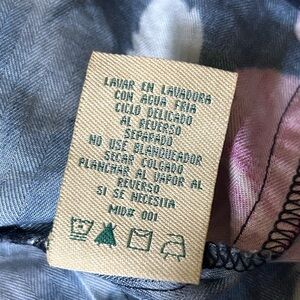 LAVAR EN LAVADORA
CON AGUA FRIA
CICLO DELICADO
AL REVERSO
SEPARADO
NO USE BLANQUEADOR
SECAR COLGADO
PLANCHAR AL VAPOR AL
REVERSO
SI SE NECESITA
MID# 001